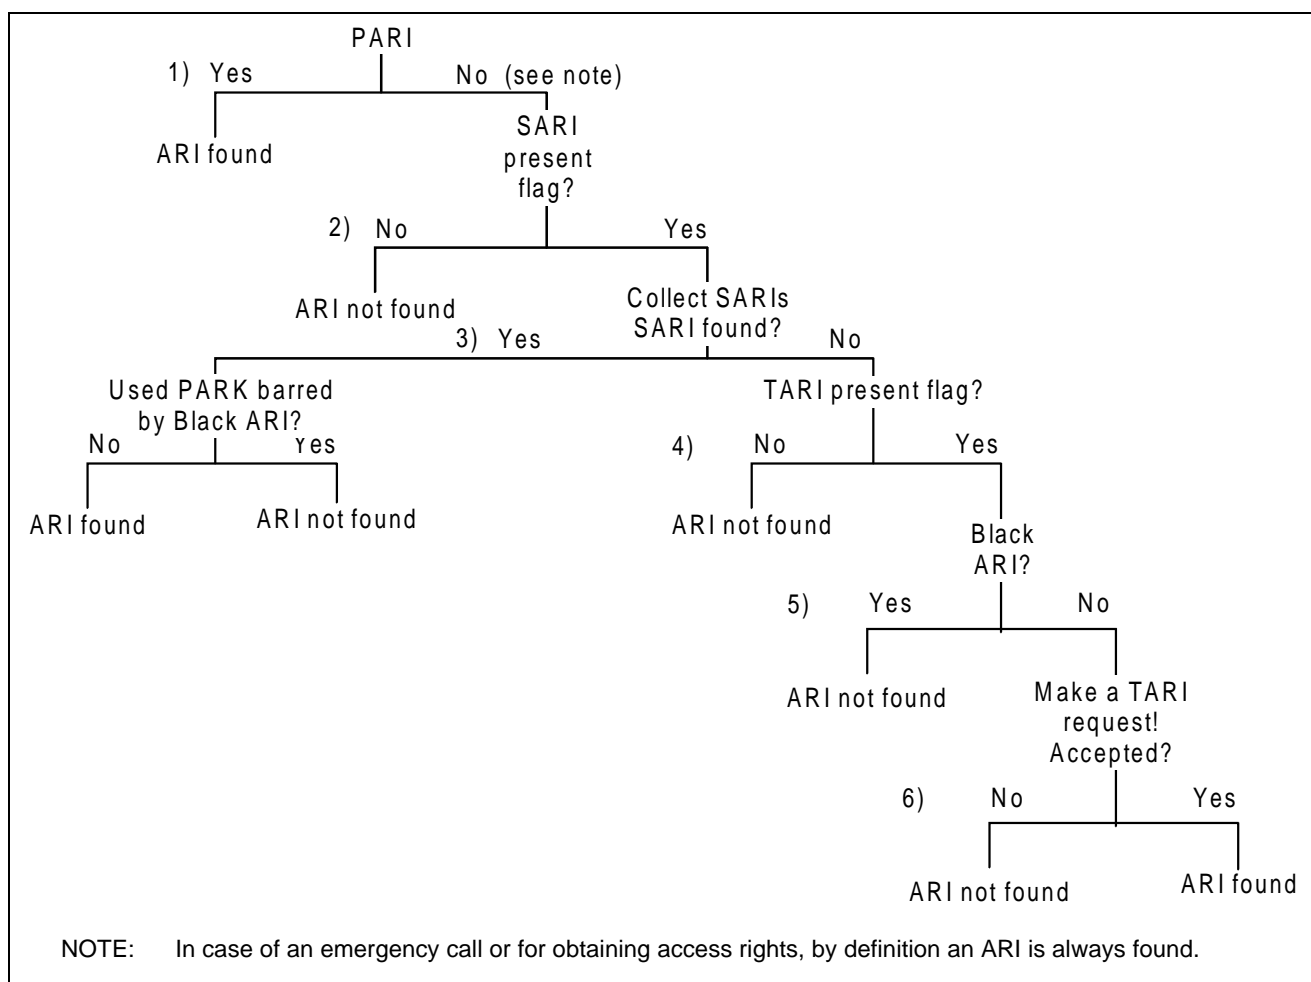 PARI
1) Yes No (see note)
SARI
present
flag?
ARI found
2) No Yes
ARI not found
Collect SARIs
SARI found?
3) Yes No
Used PARK barred
by Black ARI?
TARI present flag?
No Yes
4) No Yes
ARI found
ARI not found
ARI not found
Black
ARI?
5) Yes No
ARI not found
Make a TARI
request!
Accepted?
6) No Yes
ARI not found
ARI found
NOTE: In case of an emergency call or for obtaining access rights, by definition an ARI is always found.